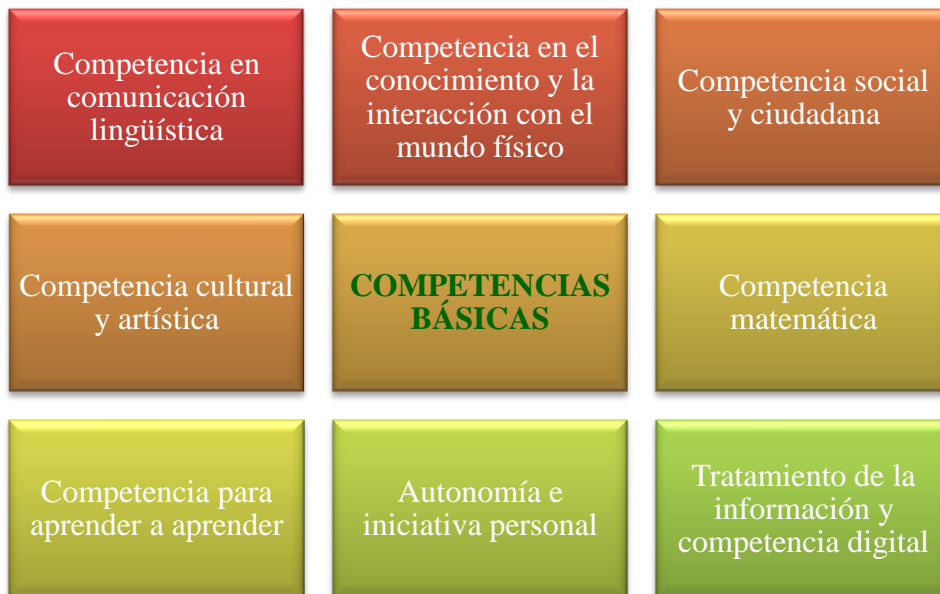 Competencia en
comunicación
lingüística
Competencia en el
conocimiento y la
interacción con el
mundo físico
Competencia social
y ciudadana
Competencia cultural
y artística
COMPETENCIAS
BÁSICAS
Competencia
matemática
Competencia para
aprender a aprender
Autonomía e
iniciativa personal
Tratamiento de la
información y
competencia digital